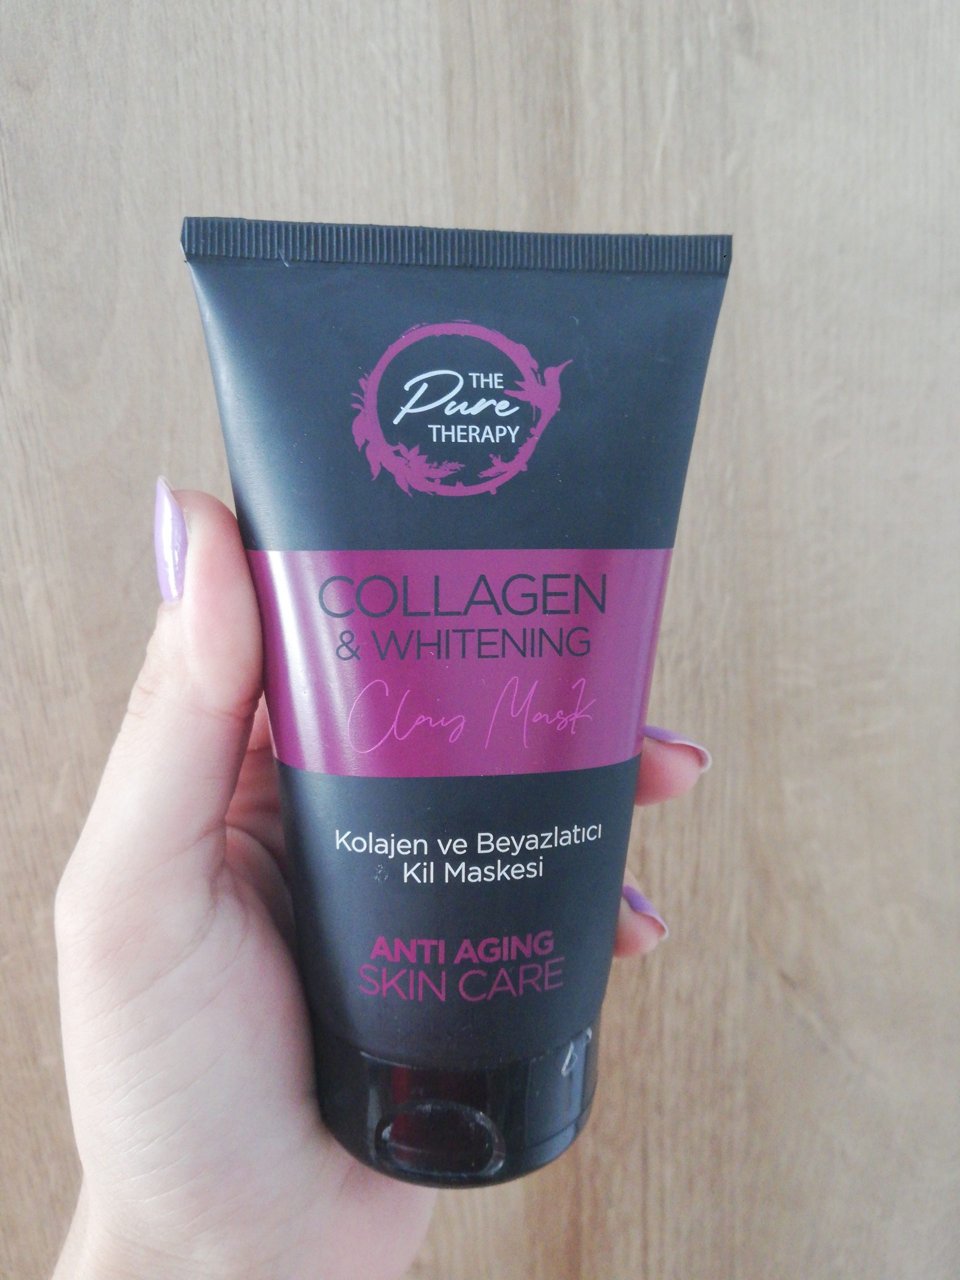 THE
Pure
THERAPY
COLLAGEN
& WHITENING
Clay Mask
Kolajen ve Beyazlatıcı
Kil Maskesi
ANTI AGING
SKIN CARE